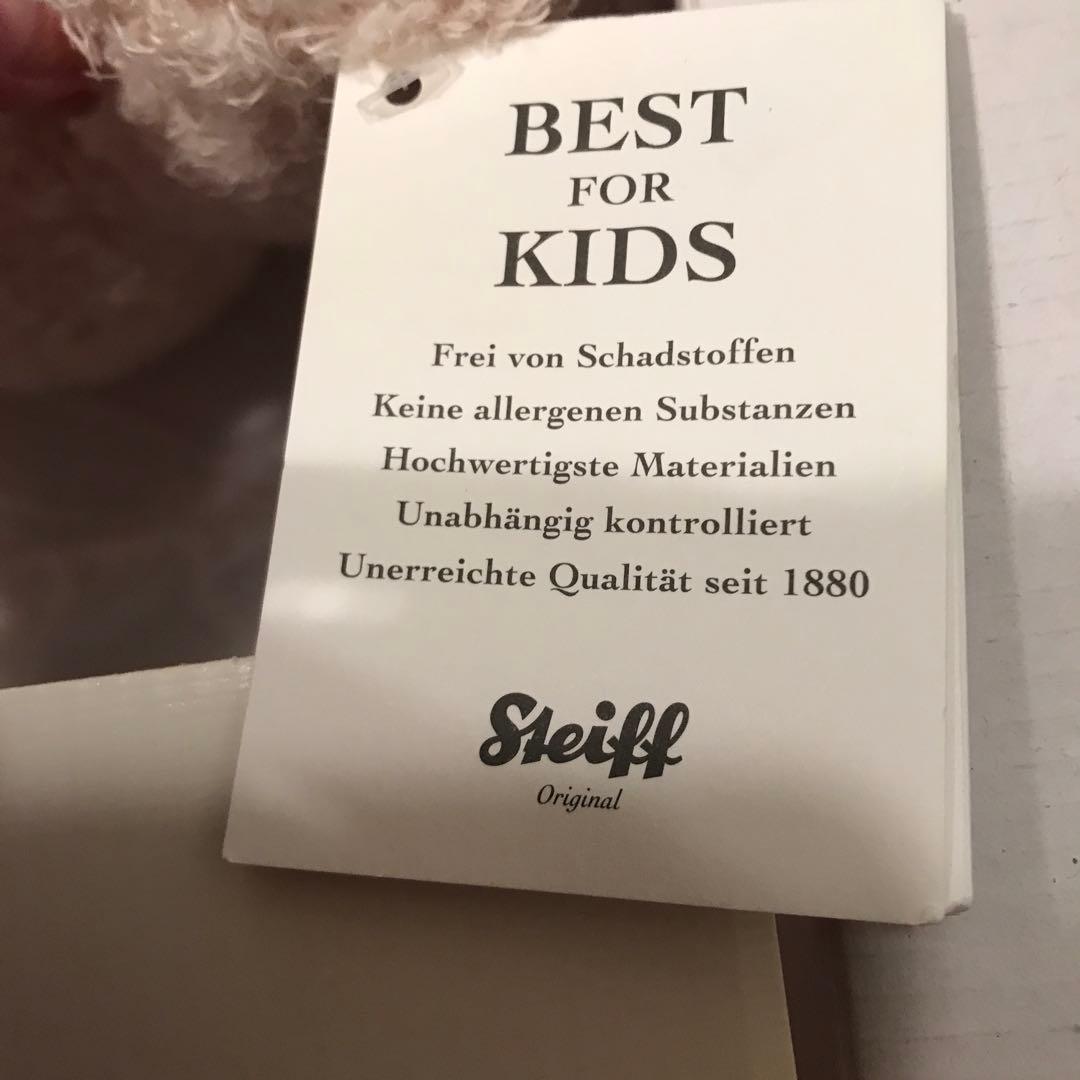 BEST
FOR
KIDS
Frei von Schadstoffen
Keine allergenen Substanzen
Hochwertigste Materialien
Unabhängig kontrolliert
Unerreichte Qualität seit 1880
Steiff
Original